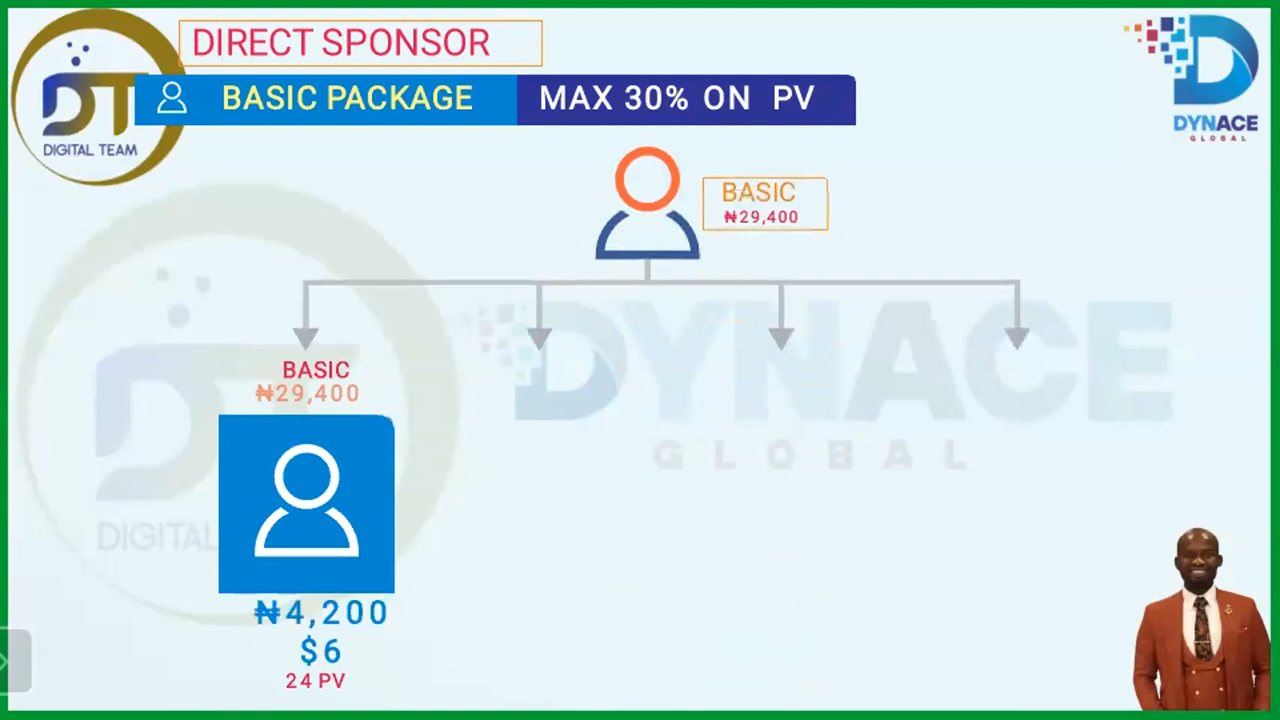 DIRECT SPONSOR
BASIC PACKAGE
MAX 30% ON PV
DT
DIGITAL TEAM
DYNACE
GLOBAL
BASIC
₦29,400
BASIC
₦29,400
DYNACE
GLOBAL
DT
DIGITAL
₦4,200
$6
24 PV